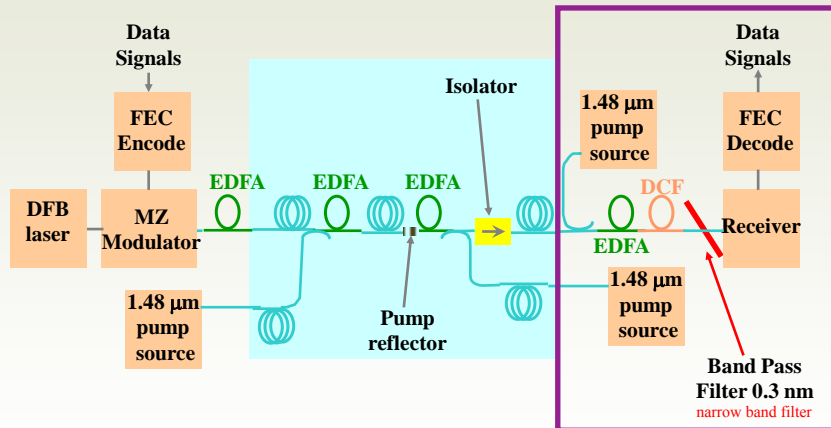 Data
Signals
FEC
Encode
DFB
laser
MZ
Modulator
EDFA
EDFA
EDFA
Isolator
1.48 μm
pump
source
Pump
reflector
1.48 μm
pump
source
EDFA
DCF
1.48 μm
pump
source
Data
Signals
FEC
Decode
Receiver
Band Pass
Filter 0.3 nm
narrow band filter